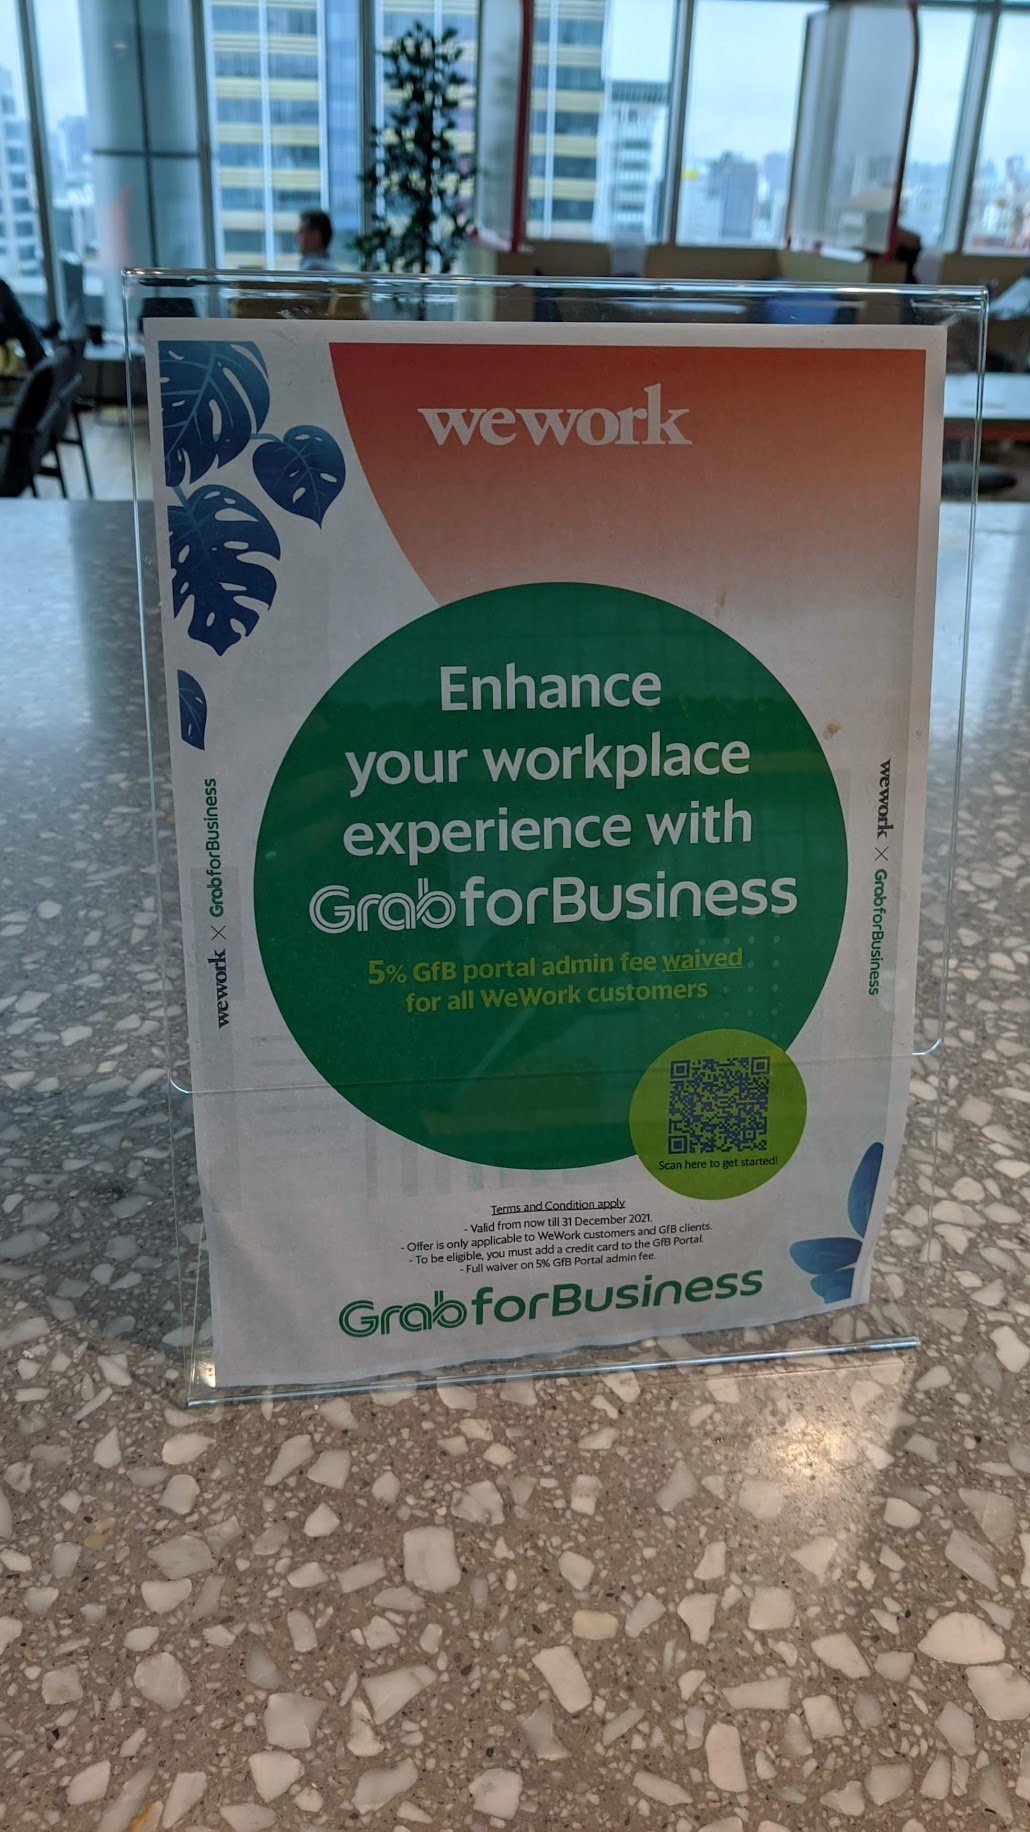 wework
Enhance
your workplace
experience with
GrabforBusiness
5% GfB portal admin fee waived
for all WeWork customers
Scan here to get started!
wework X GrabforBusiness
wework X GrabforBusiness
Terms and Condition apply
- Valid from now till 31 December 2021.
- Offer is only applicable to WeWork customers and GfB clients.
- To be eligible, you must add a credit card to the GfB Portal.
- Full waiver on 5% GfB Portal admin fee.
GrabforBusiness